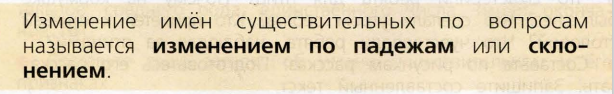 Изменение имён существительных по вопросам
называется изменением по падежам или скло-
нением.